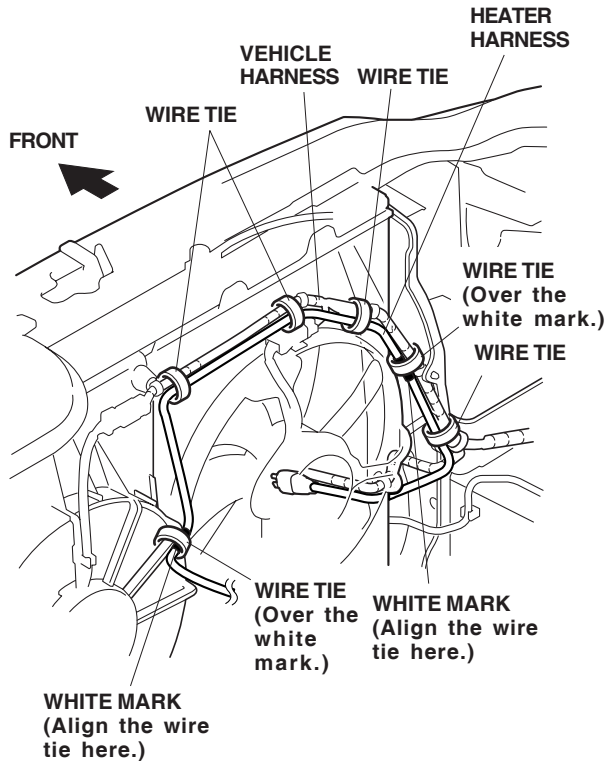 HEATER
HARNESS
VEHICLE
HARNESS
WIRE TIE
WIRE TIE
FRONT
WIRE TIE
(Over the
white mark.)
WIRE TIE
WIRE TIE
(Over the
white
mark.)
WHITE MARK
(Align the wire
tie here.)
WHITE MARK
(Align the wire
tie here.)